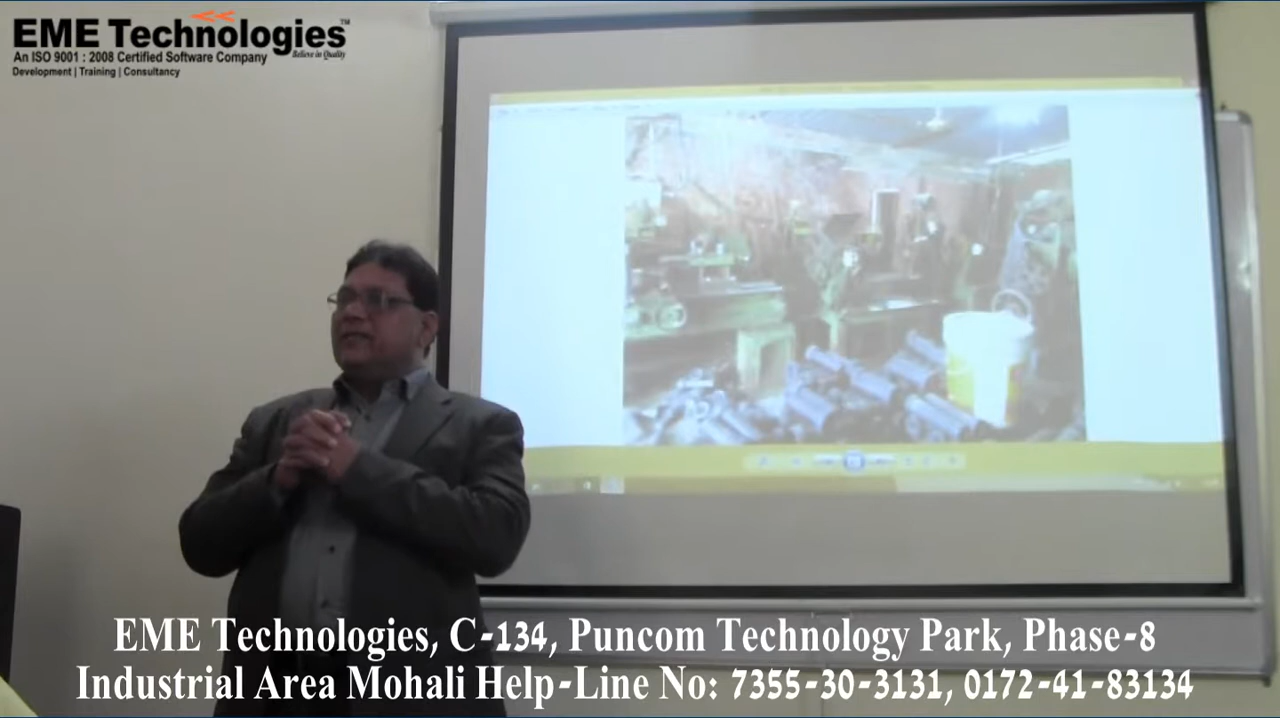 EME Technologies™
An ISO 9001 : 2008 Certified Software Company
Believe in Quality
Development | Training | Consultancy
EME Technologies, C-134, Puncom Technology Park, Phase-8
Industrial Area Mohali Help-Line No: 7355-30-3131, 0172-41-83134